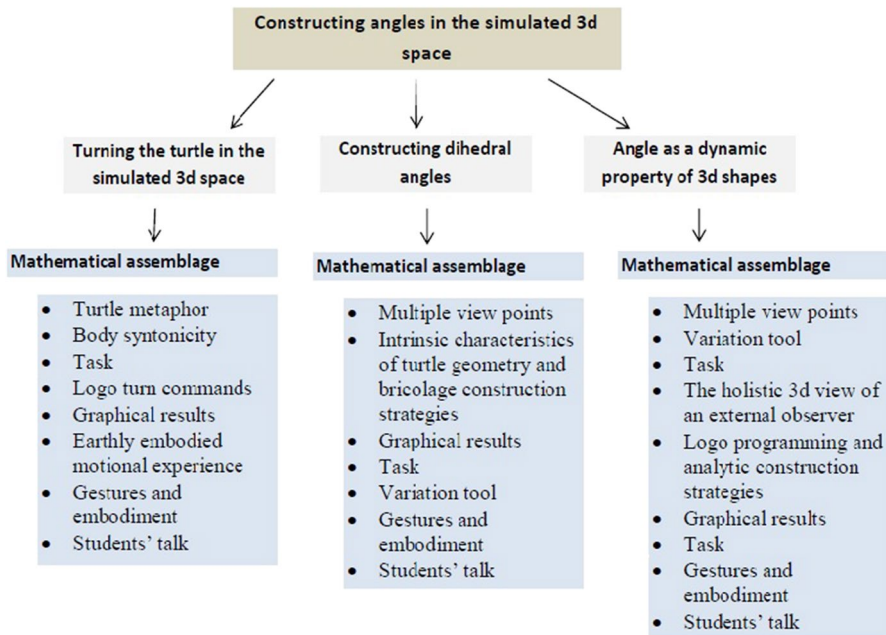 Constructing angles in the simulated 3d
space
Turning the turtle in the
simulated 3d space
Mathematical assemblage
• Turtle metaphor
• Body syntonicity
• Task
• Logo turn commands
• Graphical results
• Earthly embodied
motional experience
• Gestures and
embodiment
• Students’ talk
Constructing dihedral
angles
Mathematical assemblage
• Multiple view points
• Intrinsic characteristics
of turtle geometry and
bricolage construction
strategies
• Graphical results
• Task
• Variation tool
• Gestures and
embodiment
• Students’ talk
Angle as a dynamic
property of 3d shapes
Mathematical assemblage
• Multiple view points
• Variation tool
• Task
• The holistic 3d view of
an external observer
• Logo programming and
analytic construction
strategies
• Graphical results
• Task
• Gestures and
embodiment
• Students’ talk